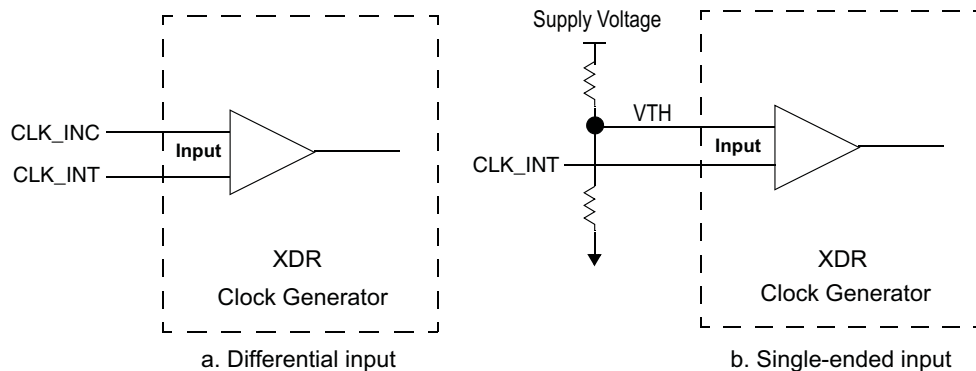 CLK_INC
CLK_INT
Input
XDR
Clock Generator
a. Differential input
Supply Voltage
VTH
Input
CLK_INT
XDR
Clock Generator
b. Single-ended input